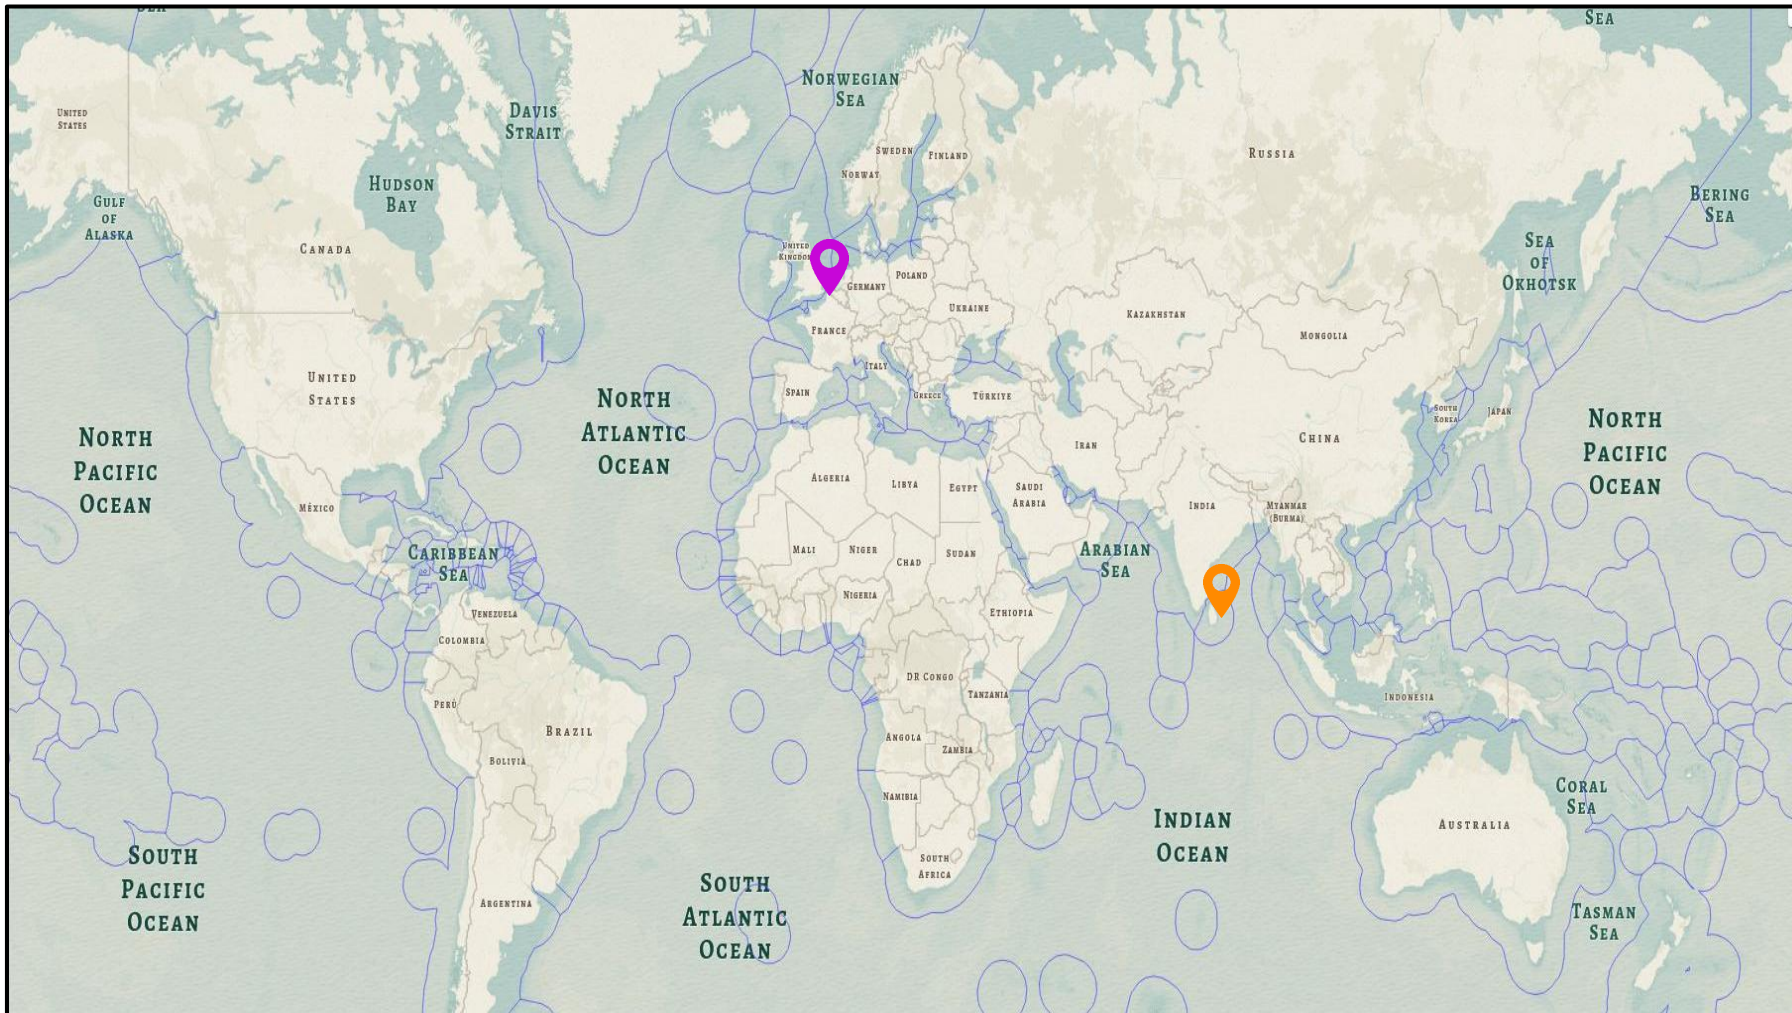 SEA
SEA
NORWEGIAN
SEA
UNITED
STATES
DAVIS
STRAIT
SWEDEN
FINLAND
NORWAY
RUSSIA
HUDSON
BAY
BERING
SEA
GULF
OF
ALASKA
CANADA
UNITED
KINGDO
SEA
OF
OKHOTSK
POLAND
GERMANY
UKRAINE
KAZAKHSTAN
MONGOLIA
FRANCE
ITALY
UNITED
STATES
SPAIN
GREECE
TÜRKIYE
NORTH
ATLANTIC
OCEAN
SOUTH
KOREA
JAPAN
NORTH
PACIFIC
OCEAN
NORTH
PACIFIC
OCEAN
CHINA
IRAN
ALGERIA
LIBYA
EGYPT
SAUDI
ARABIA
MÉXICO
INDIA
MYANMAR
(BURMA)
CARIBBEAN
SEA
MALI
NIGER
CHAD
SUDAN
ARABIAN
SEA
NIGERIA
ETHIOPIA
VENEZUELA
COLOMBIA
DR CONGO
TANZANIA
INDONESIA
PERÚ
BRAZIL
ANGOLA
ZAMBIA
BOLIVIA
NAMIBIA
CORAL
SEA
INDIAN
OCEAN
AUSTRALIA
SOUTH
PACIFIC
OCEAN
SOUTH
AFRICA
SOUTH
ATLANTIC
OCEAN
ARGENTINA
TASMAN
SEA